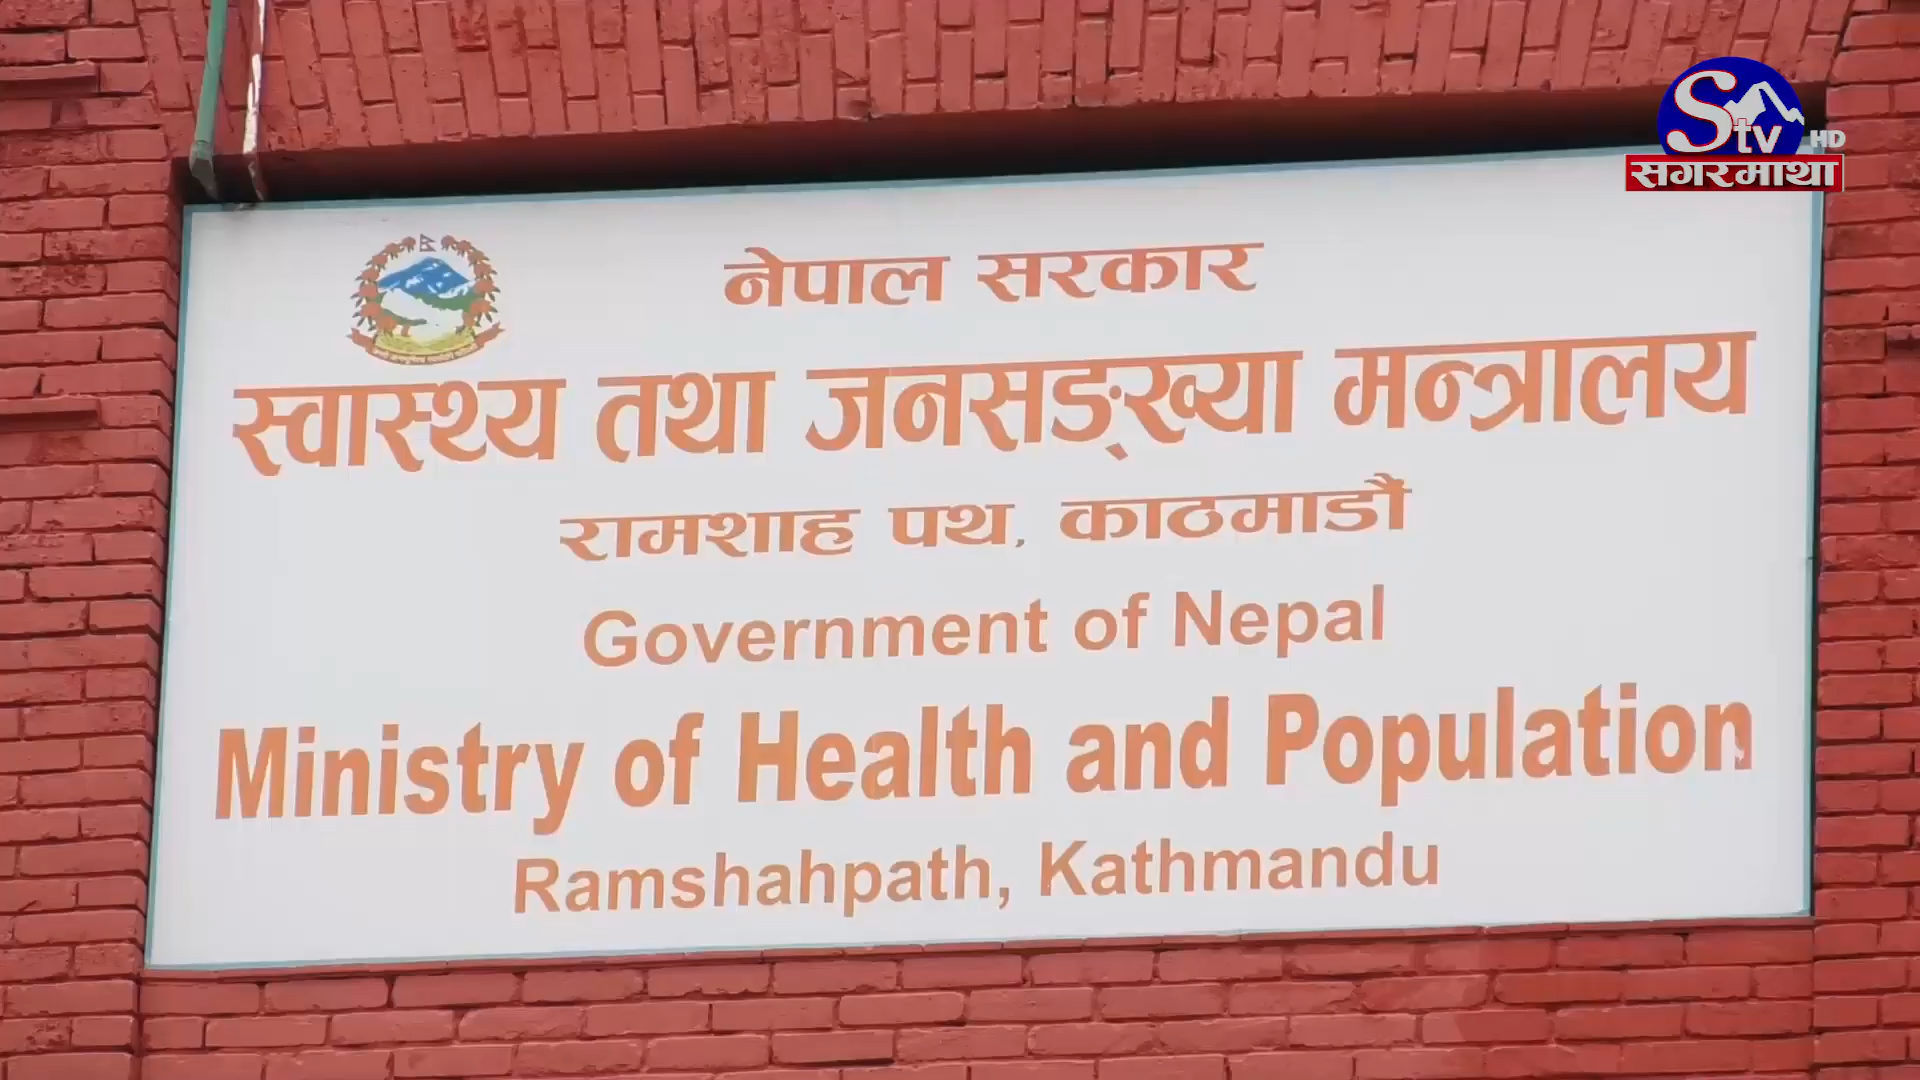 STV HD
सगरमाथा
नेपाल सरकार
स्वास्थ्य तथा जनसङ्ख्या मन्त्रालय
रामशाह पथ, काठमाडौं
Government of Nepal
Ministry of Health and Population
Ramshahpath, Kathmandu